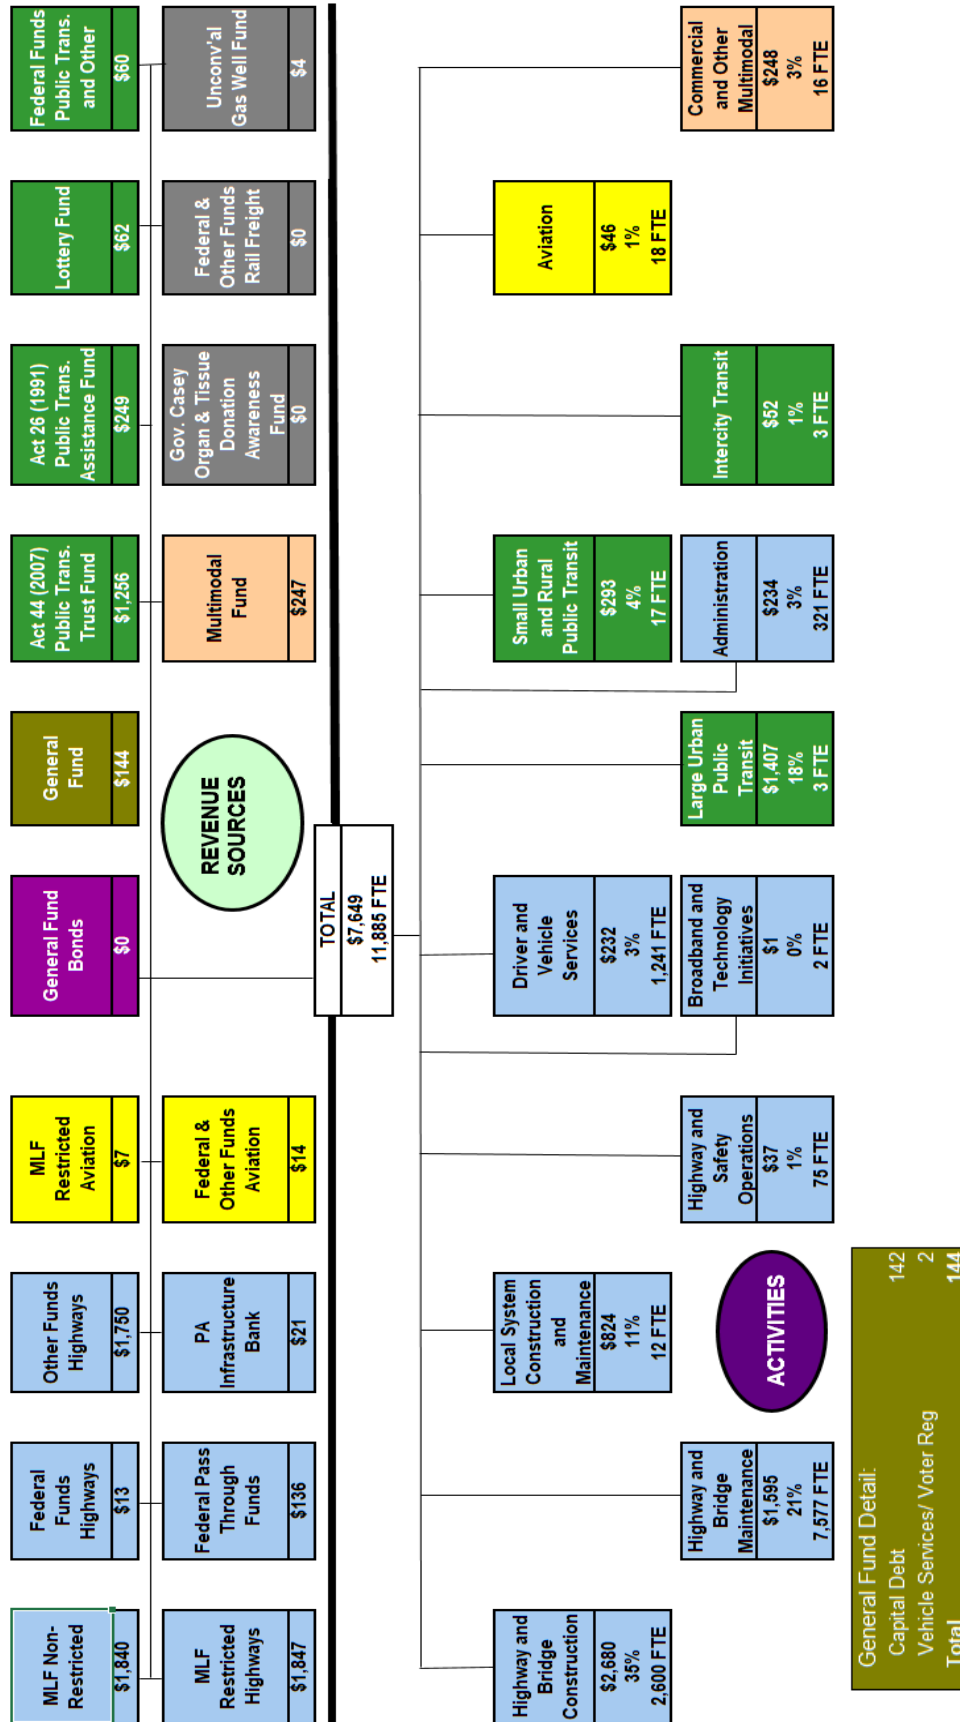 MLF Non-
Restricted
$1,840
Federal
Funds
Highways
$13
Other Funds
Highways
$1,750
MLF
Restricted
Aviation
$7
General Fund
Bonds
$0
General
Fund
$144
Act 44 (2007)
Public Trans.
Trust Fund
$1,256
Act 26 (1991)
Public Trans.
Assistance Fund
$249
Lottery Fund
$62
Federal Funds
Public Trans.
and Other
$60
MLF
Restricted
Highways
$1,847
Federal Pass
Through
Funds
$136
PA
Infrastructure
Bank
$21
Federal &
Other Funds
Aviation
$14
REVENUE
SOURCES
Multimodal
Fund
$247
Gov. Casey
Organ & Tissue
Donation
Awareness
Fund
$0
Federal &
Other Funds
Rail Freight
$0
Unconv'al
Gas Well Fund
$4
TOTAL
$7,649
11,885 FTE
Highway and
Bridge
Construction
$2,680
35%
2,600 FTE
Local System
Construction
and
Maintenance
$824
11%
12 FTE
Driver and
Vehicle
Services
$232
3%
1,241 FTE
Small Urban
and Rural
Public Transit
$293
4%
17 FTE
Aviation
$46
1%
18 FTE
Highway and
Bridge
Maintenance
$1,595
21%
7,577 FTE
ACTIVITIES
Highway and
Safety
Operations
$37
1%
75 FTE
Broadband and
Technology
Initiatives
$1
0%
2 FTE
Large Urban
Public
Transit
$1,407
18%
3 FTE
Administration
$234
3%
321 FTE
Intercity Transit
$52
1%
3 FTE
Commercial
and Other
Multimodal
$248
3%
16 FTE
General Fund Detail:
Capital Debt 142
Vehicle Services/ Voter Reg 2
Total 144